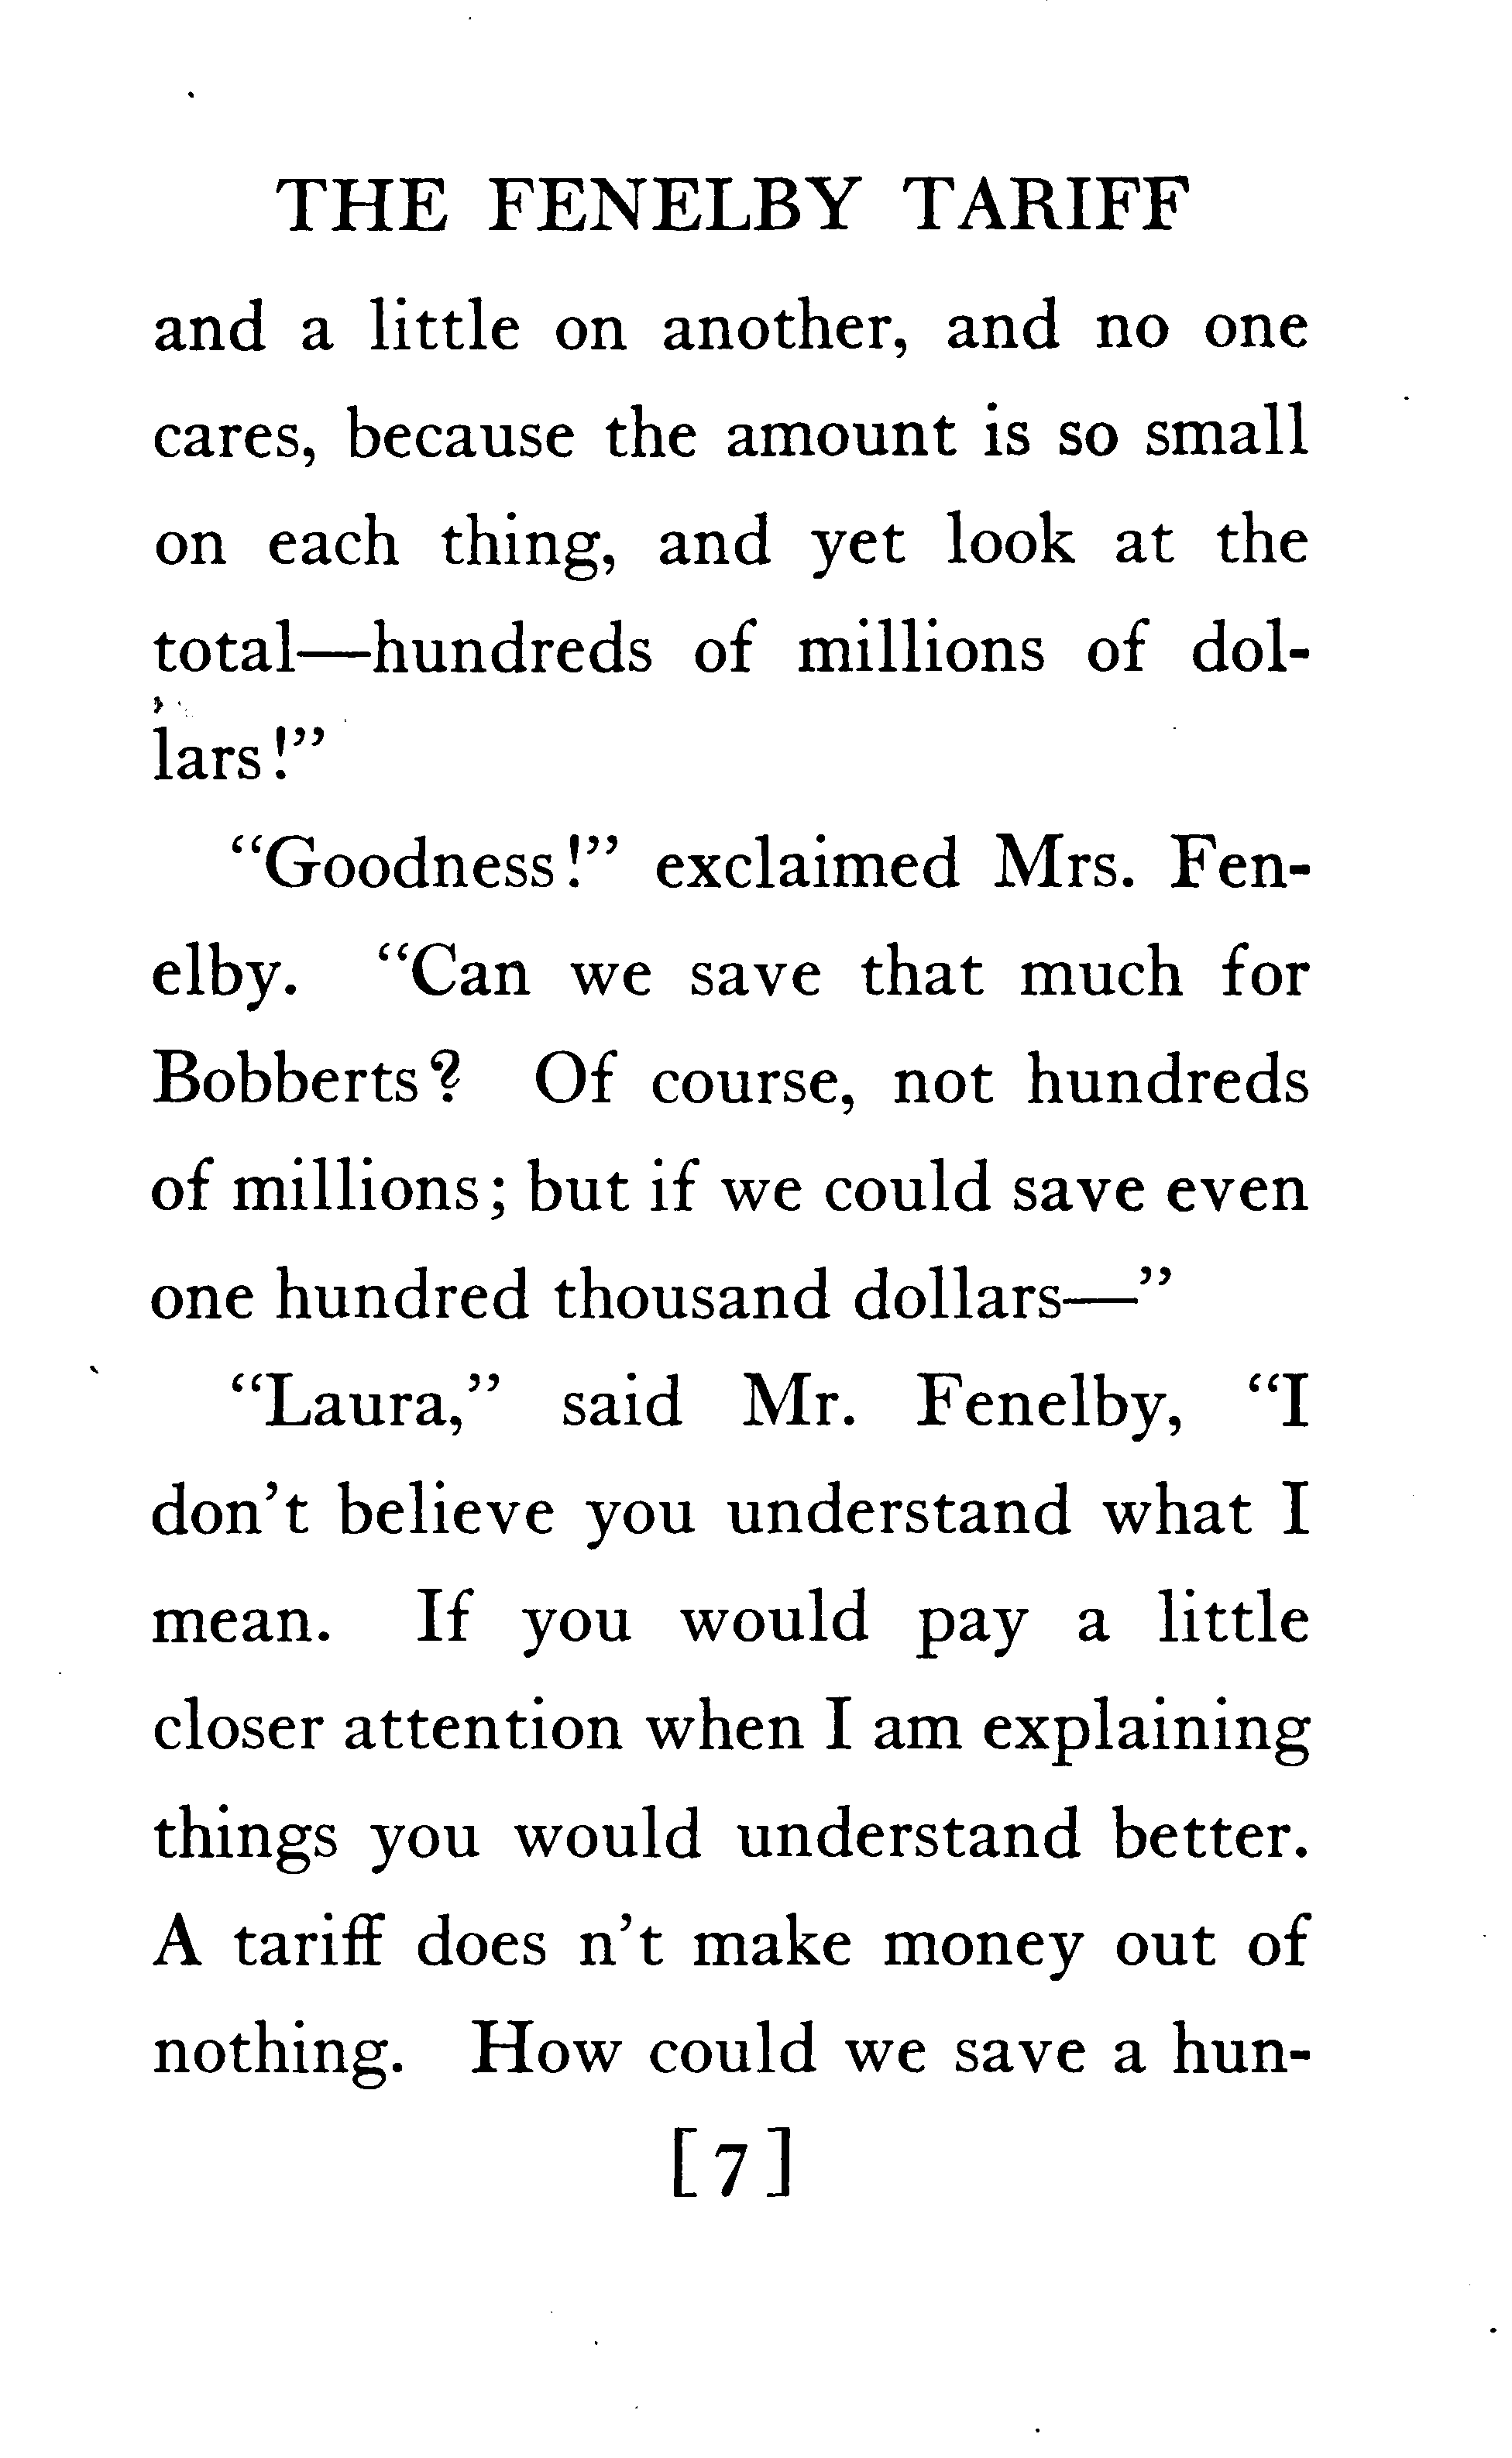 THE FENELBY TARIFF
and a little on another, and no one
cares, because the amount is so small
on each thing, and yet look at the
total—hundreds of millions of dol-
lars!”
“Goodness!” exclaimed Mrs. Fen-
elby. “Can we save that much for
Bobberts? Of course, not hundreds
of millions; but if we could save even
one hundred thousand dollars—”
“Laura,” said Mr. Fenelby, “I
don’t believe you understand what I
mean. If you would pay a little
closer attention when I am explaining
things you would understand better.
A tariff does n’t make money out of
nothing. How could we save a hun-
[7]